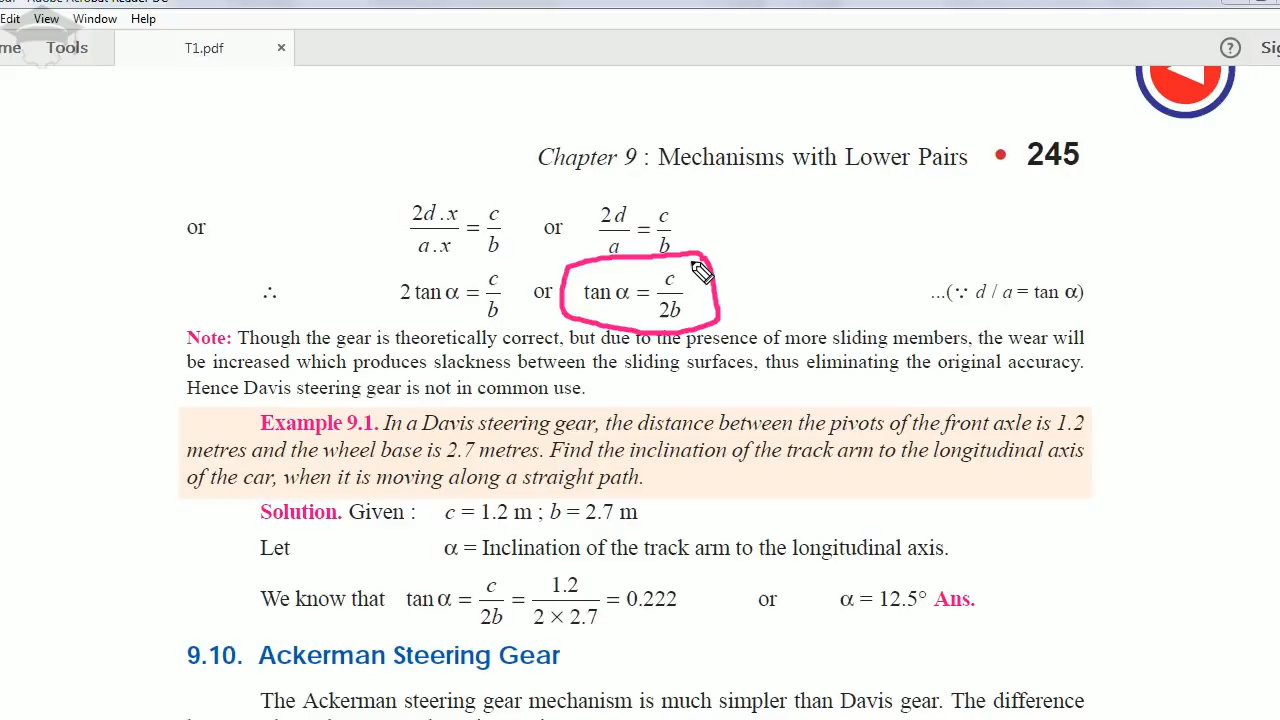 Edit View Window Help
me Tools T1.pdf × ?
Chapter 9 : Mechanisms with Lower Pairs • 245
or 2d .x / a .x = c / b or 2d / a = c / b
∴ 2 tan α = c / b or tan α = c / 2b ...(∵ d / a = tan α)
Note: Though the gear is theoretically correct, but due to the presence of more sliding members, the wear will
be increased which produces slackness between the sliding surfaces, thus eliminating the original accuracy.
Hence Davis steering gear is not in common use.
Example 9.1. In a Davis steering gear, the distance between the pivots of the front axle is 1.2
metres and the wheel base is 2.7 metres. Find the inclination of the track arm to the longitudinal axis
of the car, when it is moving along a straight path.
Solution. Given : c = 1.2 m ; b = 2.7 m
Let α = Inclination of the track arm to the longitudinal axis.
We know that tan α = c / 2b = 1.2 / 2 × 2.7 = 0.222 or α = 12.5° Ans.
9.10. Ackerman Steering Gear
The Ackerman steering gear mechanism is much simpler than Davis gear. The difference